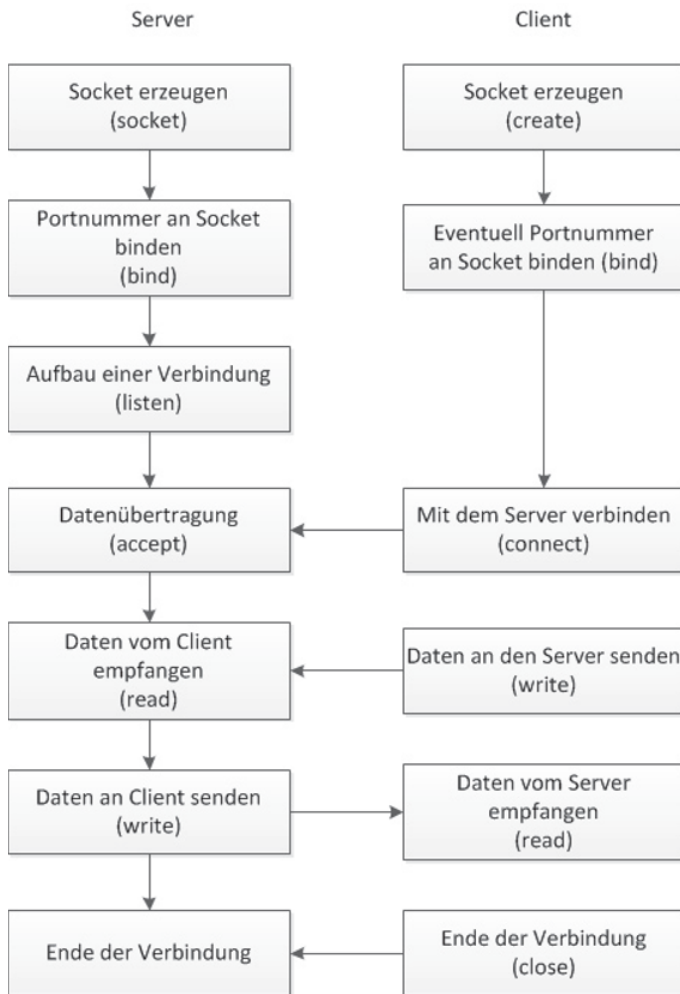 Server
Client
Socket erzeugen
(socket)
Socket erzeugen
(create)
Portnummer an Socket
binden
(bind)
Eventuell Portnummer
an Socket binden (bind)
Aufbau einer Verbindung
(listen)
Datenübertragung
(accept)
Mit dem Server verbinden
(connect)
Daten vom Client
empfangen
(read)
Daten an den Server senden
(write)
Daten an Client senden
(write)
Daten vom Server
empfangen
(read)
Ende der Verbindung
Ende der Verbindung
(close)